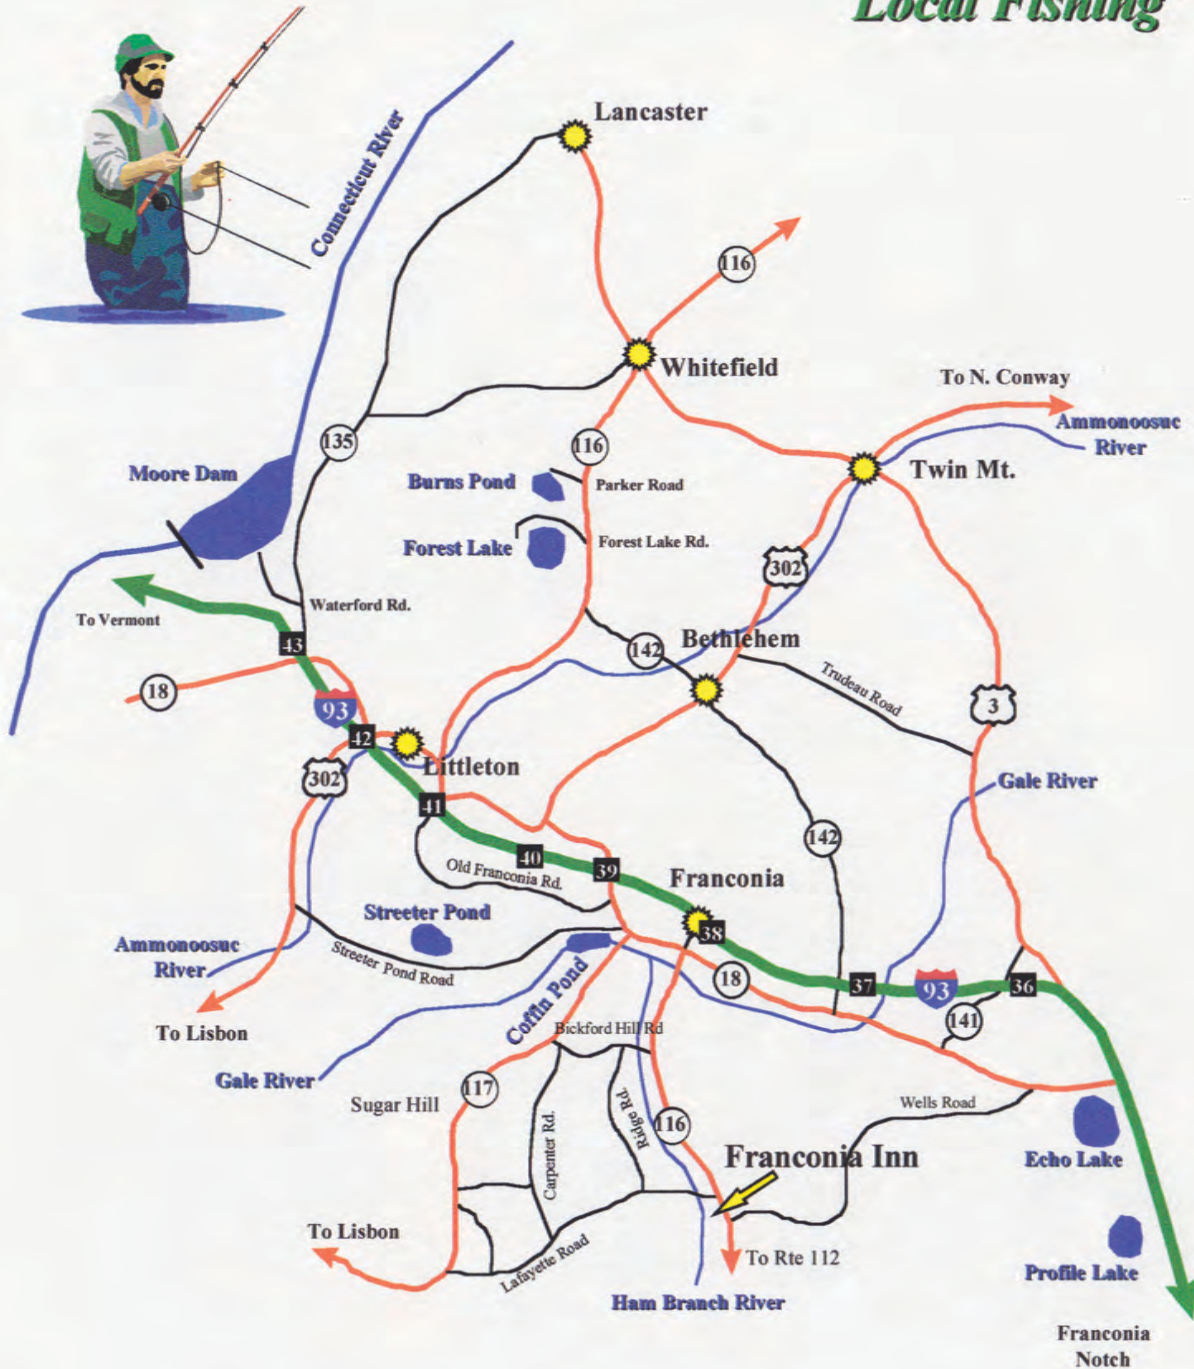 Local Fishing
Lancaster
Connecticut River
116
Whitefield
To N. Conway
Ammonoosuc
River
135
116
Moore Dam
Burns Pond
Parker Road
Twin Mt.
Forest Lake
Forest Lake Rd.
302
Waterford Rd.
To Vermont
43
142
Bethlehem
18
93
Trudeau Road
3
42
Littleton
302
Gale River
41
142
40
39
Old Franconia Rd.
Franconia
Streeter Pond
38
Ammonoosuc
River
Streeter Pond Road
Coffin Pond
18
37
93
36
To Lisbon
Bickford Hill Rd
141
Gale River
Sugar Hill
117
Carpenter Rd.
Ridge Rd.
116
Wells Road
Franconia Inn
Echo Lake
To Lisbon
Lafayette Road
To Rte 112
Profile Lake
Ham Branch River
Franconia
Notch